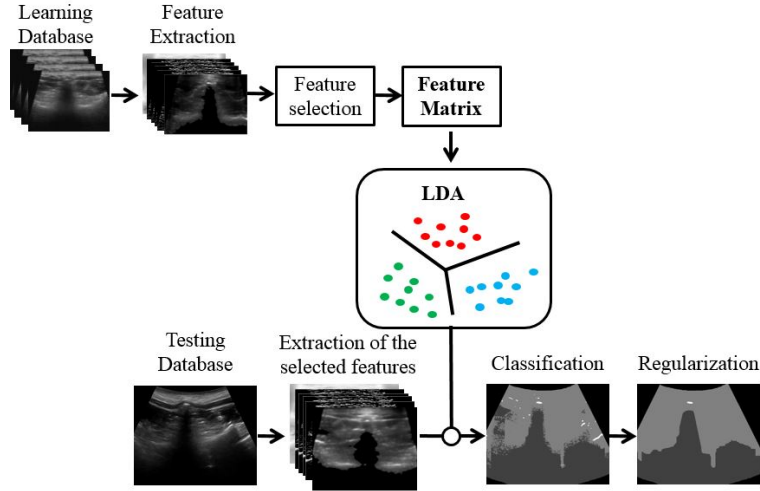 Learning
Database
Feature
Extraction
Feature
selection
Feature
Matrix
LDA
Testing
Database
Extraction of the
selected features
Classification
Regularization